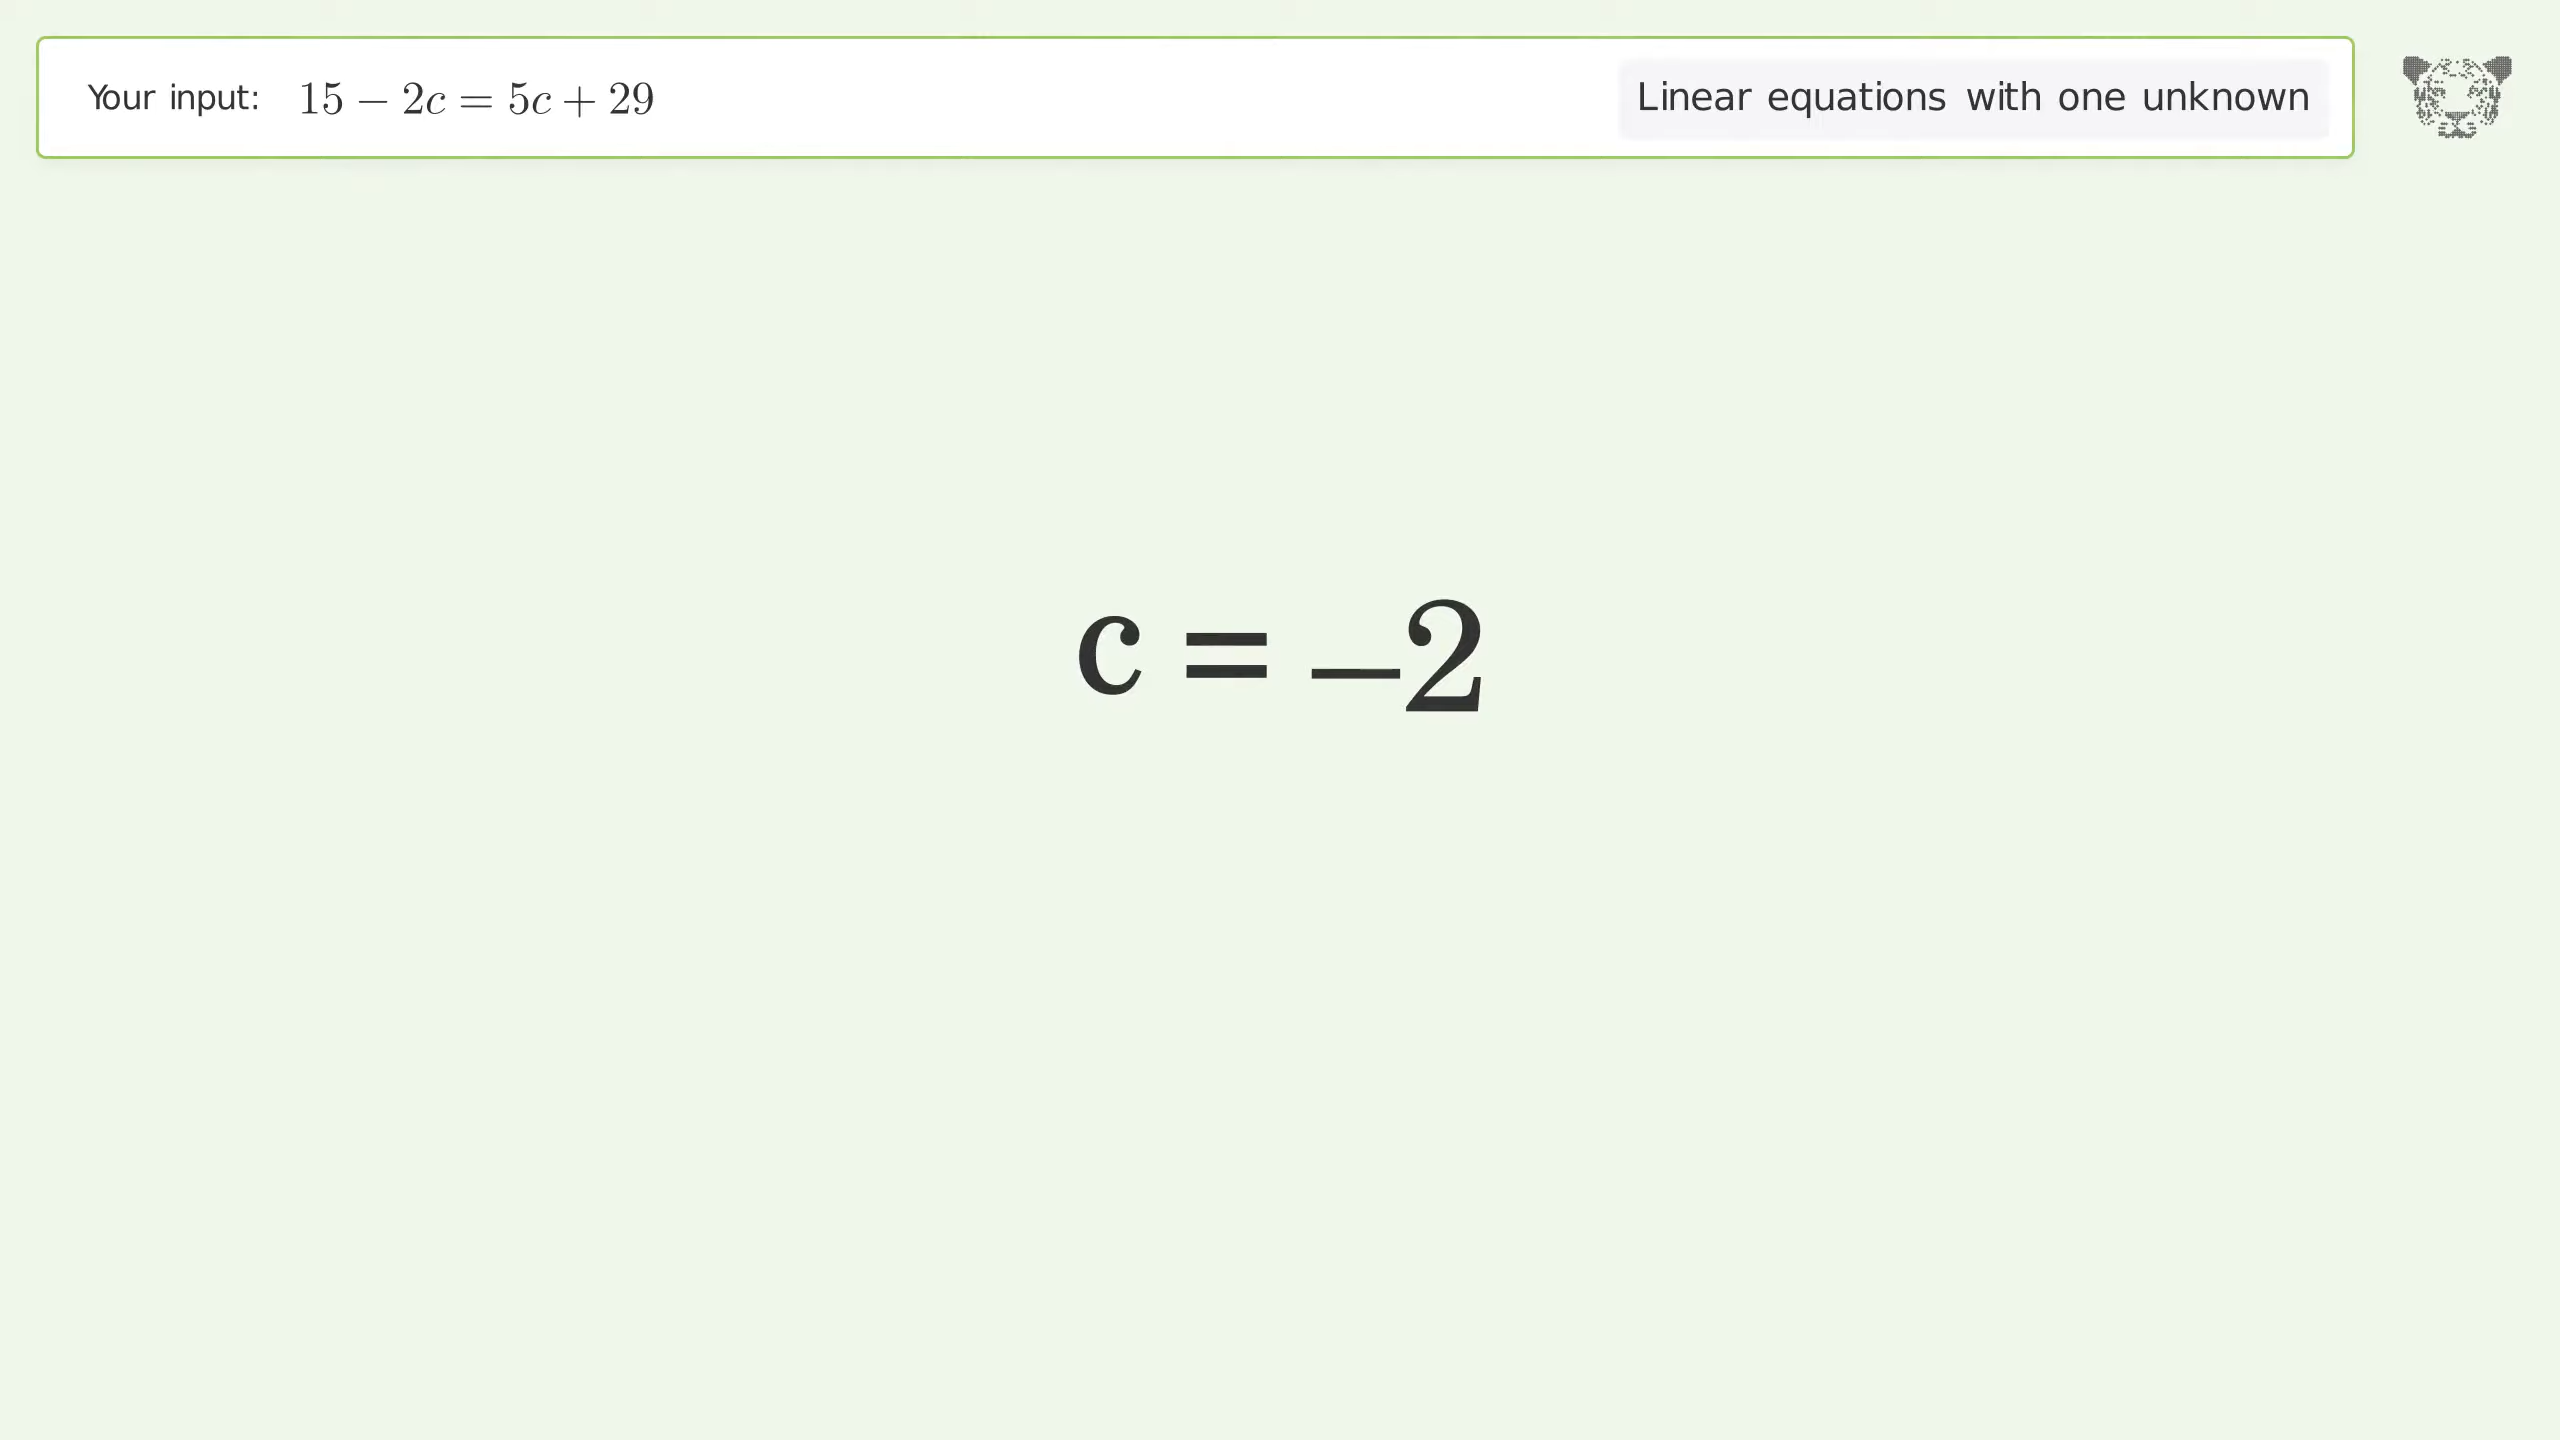 Your input: 15 − 2c = 5c + 29
Linear equations with one unknown
c = −2